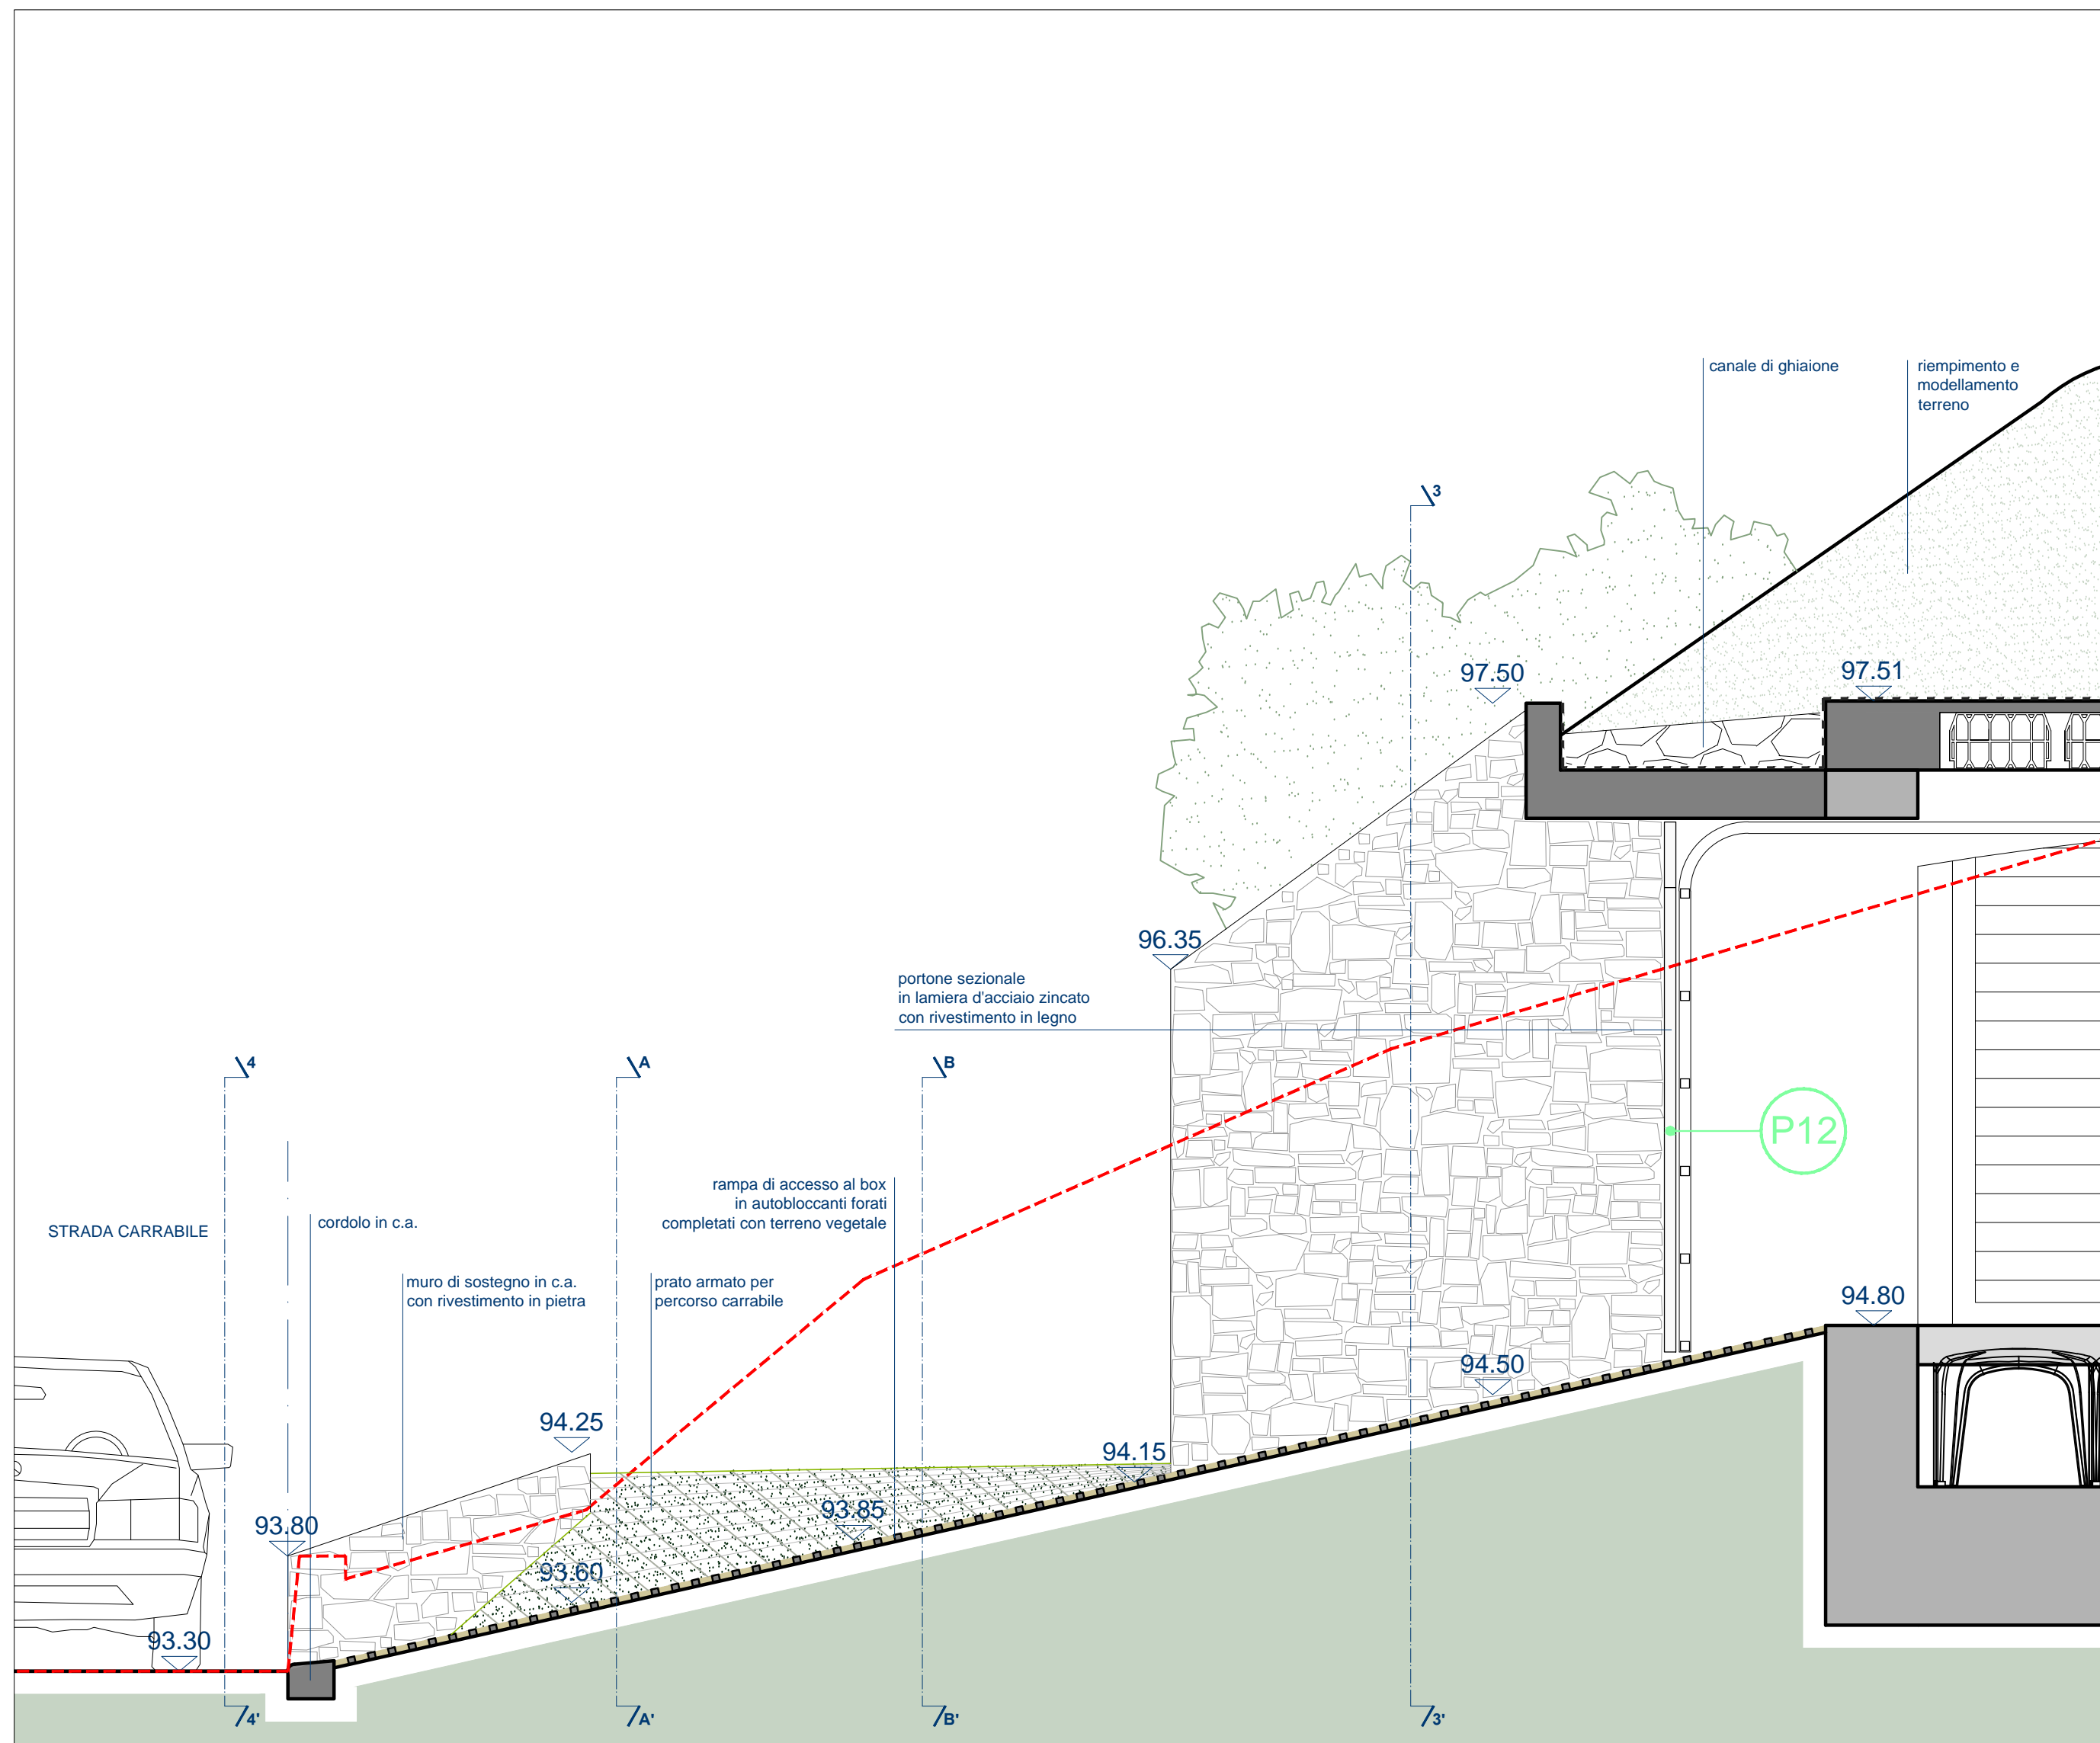 canale di ghiaione
riempimento e
modellamento
terreno
3
97.50
97.51
96.35
portone sezionale
in lamiera d'acciaio zincato
con rivestimento in legno
4
A
B
P12
rampa di accesso al box
in autobloccanti forati
completati con terreno vegetale
STRADA CARRABILE
cordolo in c.a.
muro di sostegno in c.a.
con rivestimento in pietra
prato armato per
percorso carrabile
94.80
94.50
94.25
94.15
93.85
93.80
93.60
93.30
4'
A'
B'
3'